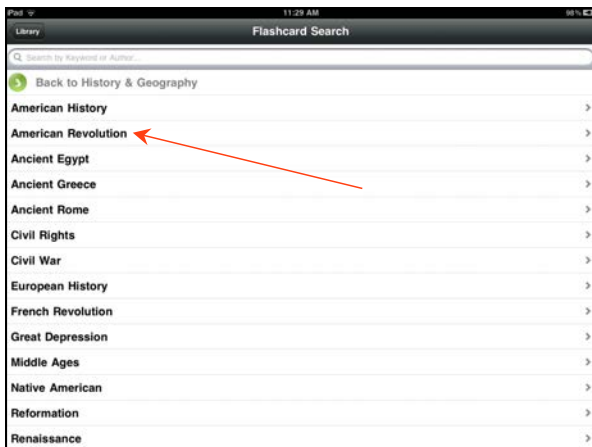 iPad 11:29 AM 98%
Library Flashcard Search
Search by Keyword or Author...
Back to History & Geography
American History
American Revolution
Ancient Egypt
Ancient Greece
Ancient Rome
Civil Rights
Civil War
European History
French Revolution
Great Depression
Middle Ages
Native American
Reformation
Renaissance